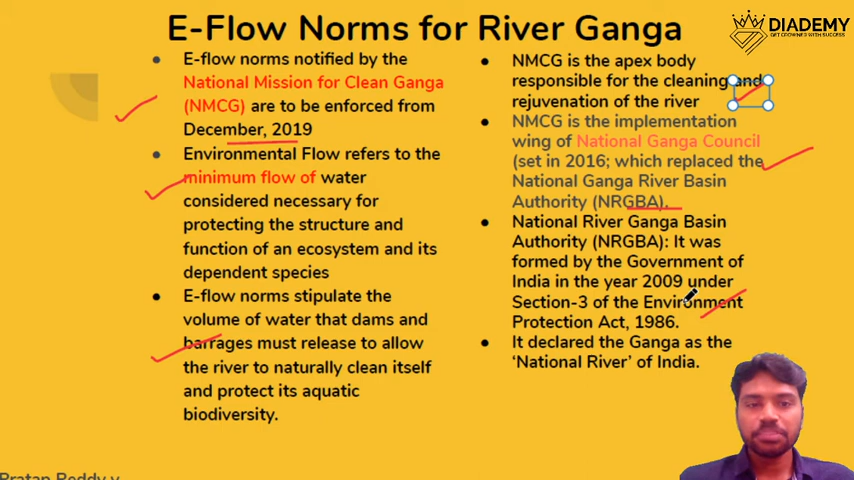 E-Flow Norms for River Ganga
DIADEMY
GET CROWNED WITH SUCCESS
E-flow norms notified by the
National Mission for Clean Ganga
(NMCG) are to be enforced from
December, 2019
Environmental Flow refers to the
minimum flow of water
considered necessary for
protecting the structure and
function of an ecosystem and its
dependent species
E-flow norms stipulate the
volume of water that dams and
barrages must release to allow
the river to naturally clean itself
and protect its aquatic
biodiversity.
NMCG is the apex body
responsible for the cleaning and
rejuvenation of the river
NMCG is the implementation
wing of National Ganga Council
(set in 2016; which replaced the
National Ganga River Basin
Authority (NRGBA).
National River Ganga Basin
Authority (NRGBA): It was
formed by the Government of
India in the year 2009 under
Section-3 of the Environment
Protection Act, 1986.
It declared the Ganga as the
‘National River’ of India.
Pratap Reddy v